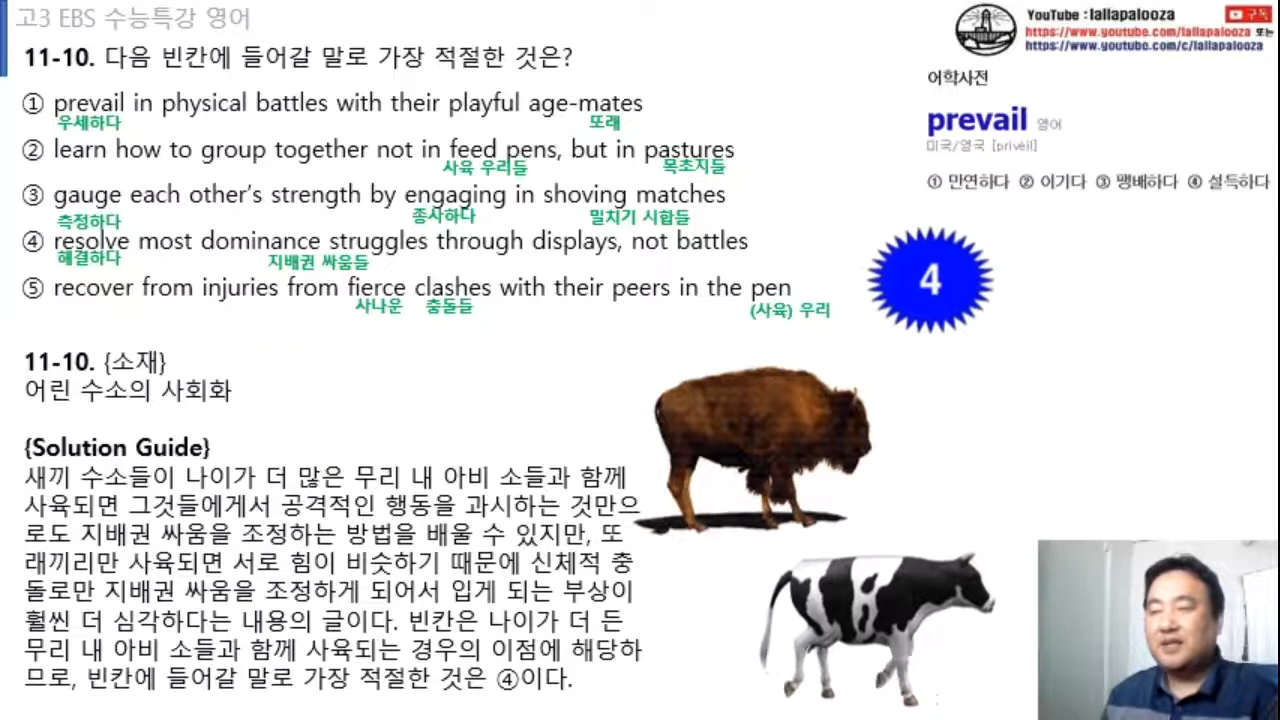 고3 EBS 수능특강 영어
11-10. 다음 빈칸에 들어갈 말로 가장 적절한 것은?
① prevail in physical battles with their playful age-mates
우세하다 또래
② learn how to group together not in feed pens, but in pastures
사육 우리들 목초지들
③ gauge each other's strength by engaging in shoving matches
측정하다 종사하다 밀치기 시합들
④ resolve most dominance struggles through displays, not battles
해결하다 지배권 싸움들
⑤ recover from injuries from fierce clashes with their peers in the pen
사나운 충돌들 (사육) 우리
11-10. {소재}
어린 수소의 사회화
{Solution Guide}
새끼 수소들이 나이가 더 많은 무리 내 아비 소들과 함께
사육되면 그것들에게서 공격적인 행동을 과시하는 것만으
로도 지배권 싸움을 조정하는 방법을 배울 수 있지만, 또
래끼리만 사육되면 서로 힘이 비슷하기 때문에 신체적 충
돌로만 지배권 싸움을 조정하게 되어서 입게 되는 부상이
훨씬 더 심각하다는 내용의 글이다. 빈칸은 나이가 더 든
무리 내 아비 소들과 함께 사육되는 경우의 이점에 해당하
므로, 빈칸에 들어갈 말로 가장 적절한 것은 ④이다.
YouTube : lallapalooza
구독
https://www.youtube.com/lallapalooza 또는
https://www.youtube.com/c/lallapalooza
어학사전
prevail 영어
미국/영국 [privéil]
① 만연하다 ② 이기다 ③ 팽배하다 ④ 설득하다
4